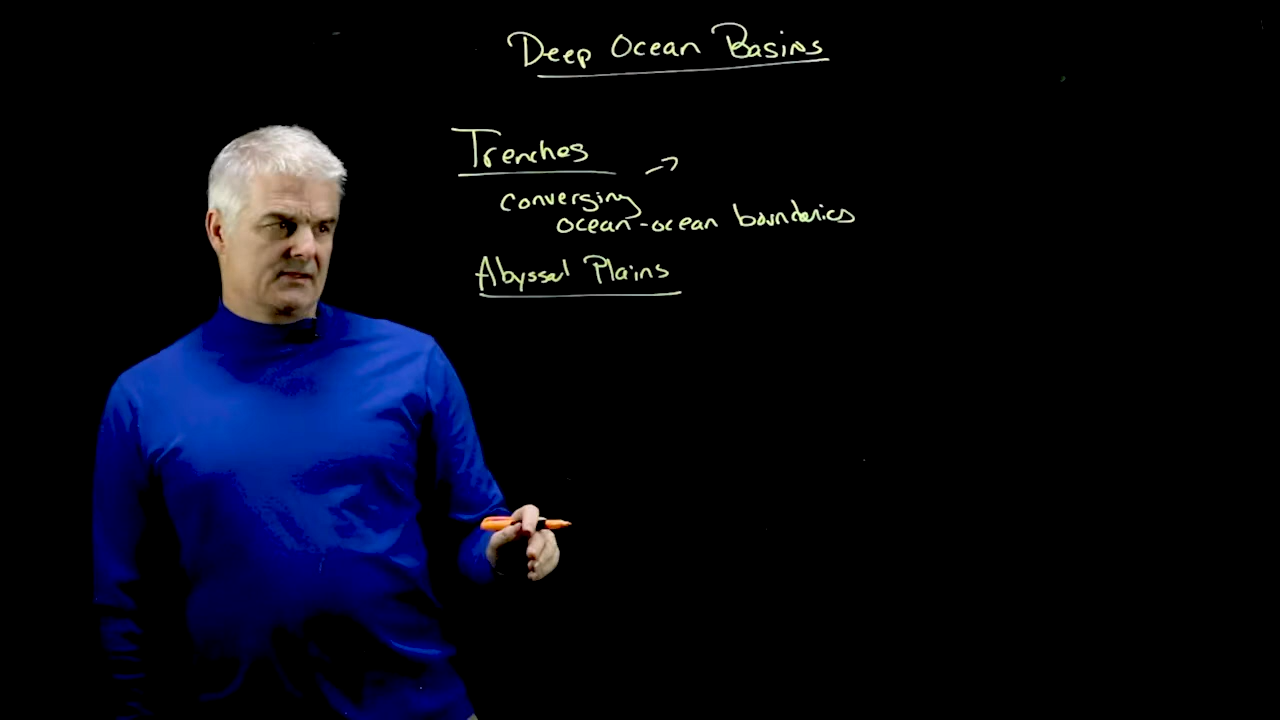 Deep Ocean Basins
Trenches
converging
ocean-ocean boundaries
Abyssal Plains